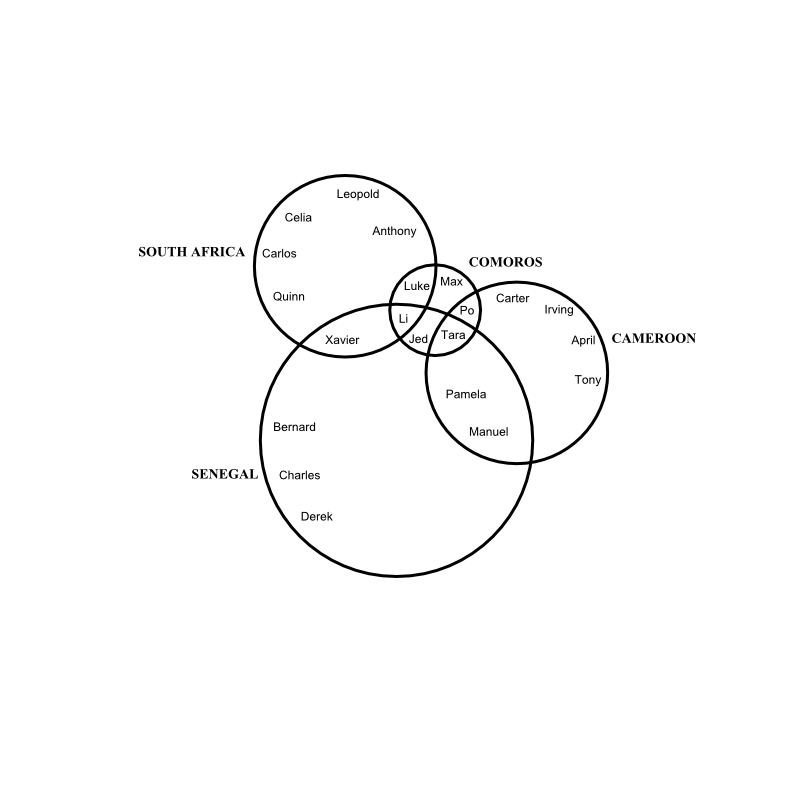 Leopold
Celia
Anthony
SOUTH AFRICA
Carlos
COMOROS
Luke
Max
Quinn
Carter
Irving
Po
Li
Xavier
Jed
Tara
April
CAMEROON
Tony
Pamela
Bernard
Manuel
SENEGAL
Charles
Derek